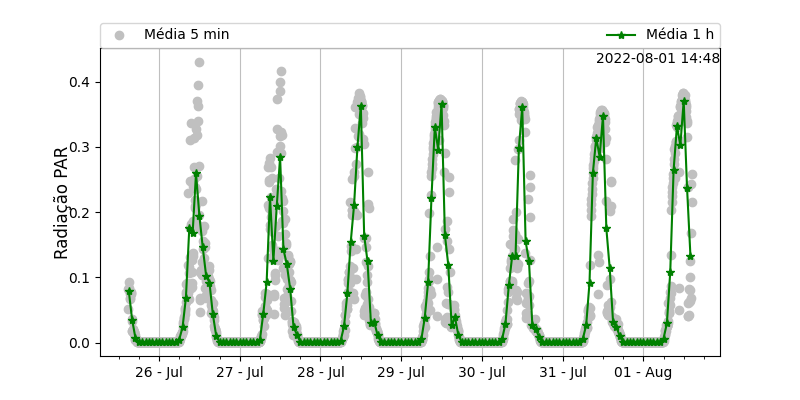 Média 5 min
Média 1 h
2022-08-01 14:48
Radiação PAR
0.4
0.3
0.2
0.1
0.0
26 - Jul
27 - Jul
28 - Jul
29 - Jul
30 - Jul
31 - Jul
01 - Aug